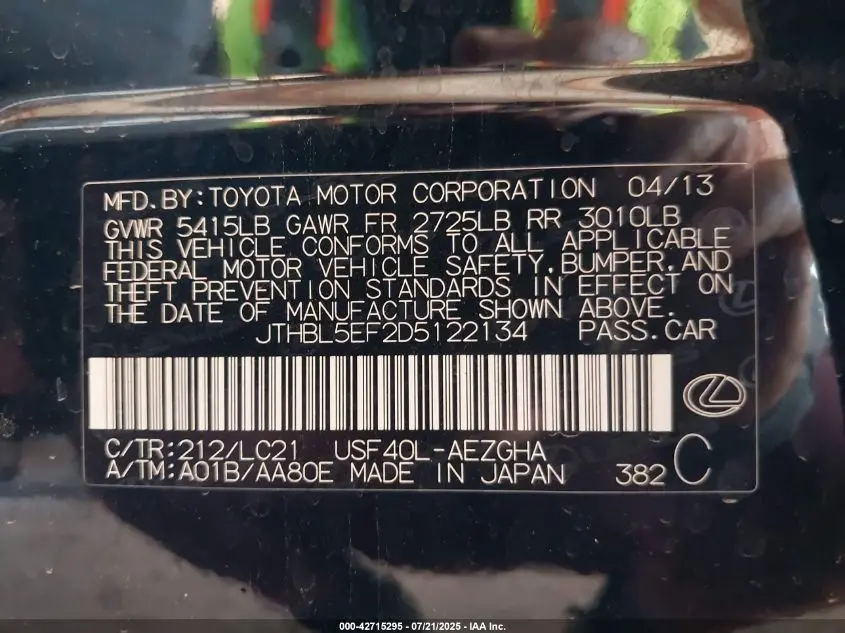 MFD.BY:TOYOTA MOTOR CORPORATION 04/13
GVWR 5415LB GAWR FR 2725LB RR 3010LB
THIS VEHICLE CONFORMS TO ALL APPLICABLE
FEDERAL MOTOR VEHICLE SAFETY,BUMPER,AND
THEFT PREVENTION STANDARDS IN EFFECT ON
THE DATE OF MANUFACTURE SHOWN ABOVE.
JTHBL5EF2D5122134 PASS.CAR
C/TR:212/LC21 USF40L-AEZGHA
A/TM:A01B/AA80E MADE IN JAPAN 382 C
000-42715295 - 07/21/2025 - IAA Inc.